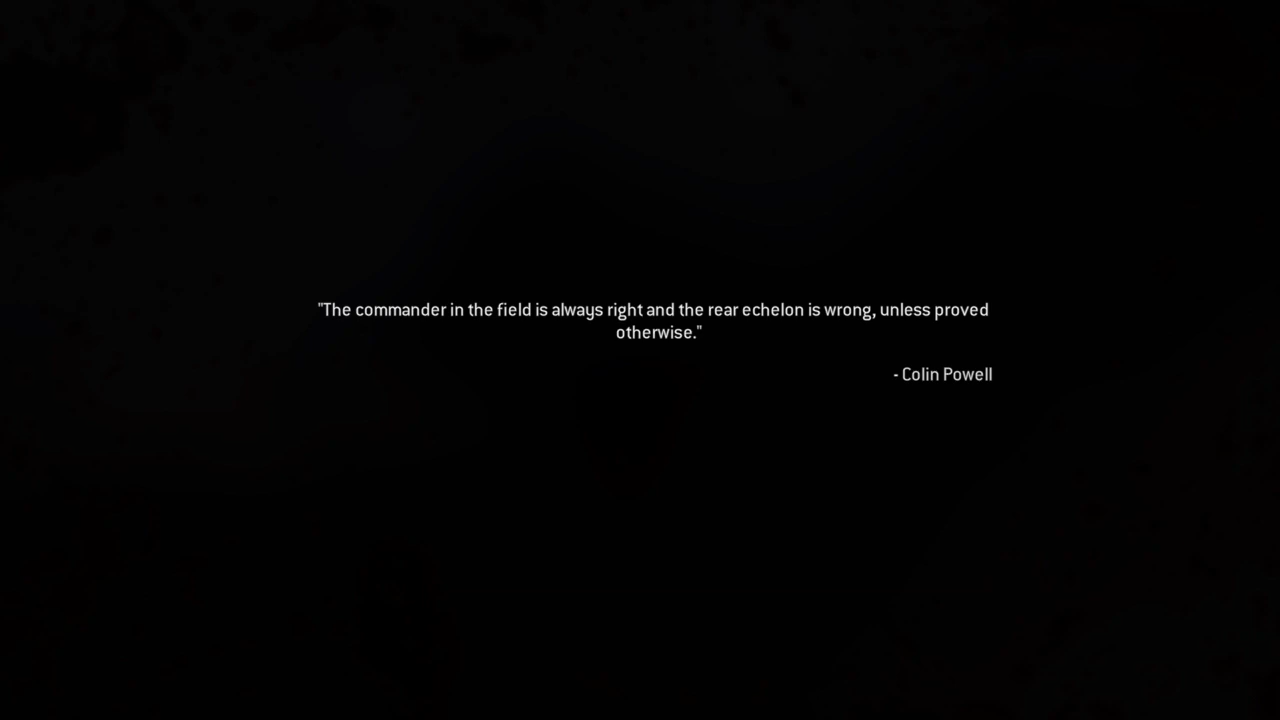 "The commander in the field is always right and the rear echelon is wrong, unless proved
otherwise."
- Colin Powell